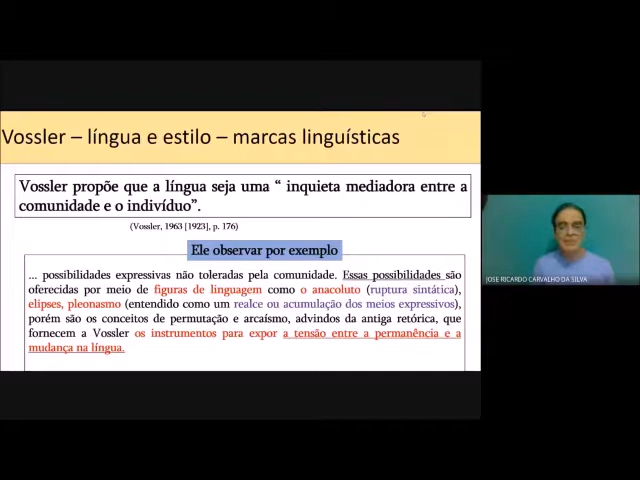 Vossler – língua e estilo – marcas linguísticas
Vossler propõe que a língua seja uma “ inquieta mediadora entre a
comunidade e o indivíduo”.
(Vossler, 1963 [1923], p. 176)
Ele observar por exemplo
... possibilidades expressivas não toleradas pela comunidade. Essas possibilidades são
oferecidas por meio de figuras de linguagem como o anacoluto (ruptura sintática),
elipses, pleonasmo (entendido como um realce ou acumulação dos meios expressivos),
porém são os conceitos de permutação e arcaísmo, advindos da antiga retórica, que
fornecem a Vossler os instrumentos para expor a tensão entre a permanência e a
mudança na língua.
JOSE RICARDO CARVALHO DA SILVA